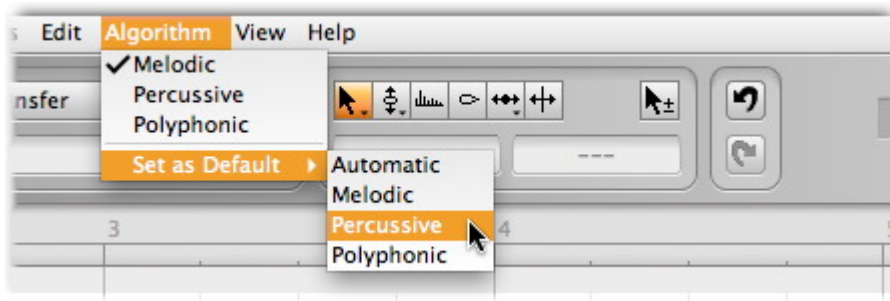 Edit Algorithm View Help
Melodic
Percussive
Polyphonic
Set as Default
nsfer
Automatic
Melodic
Percussive
Polyphonic
---
3 4